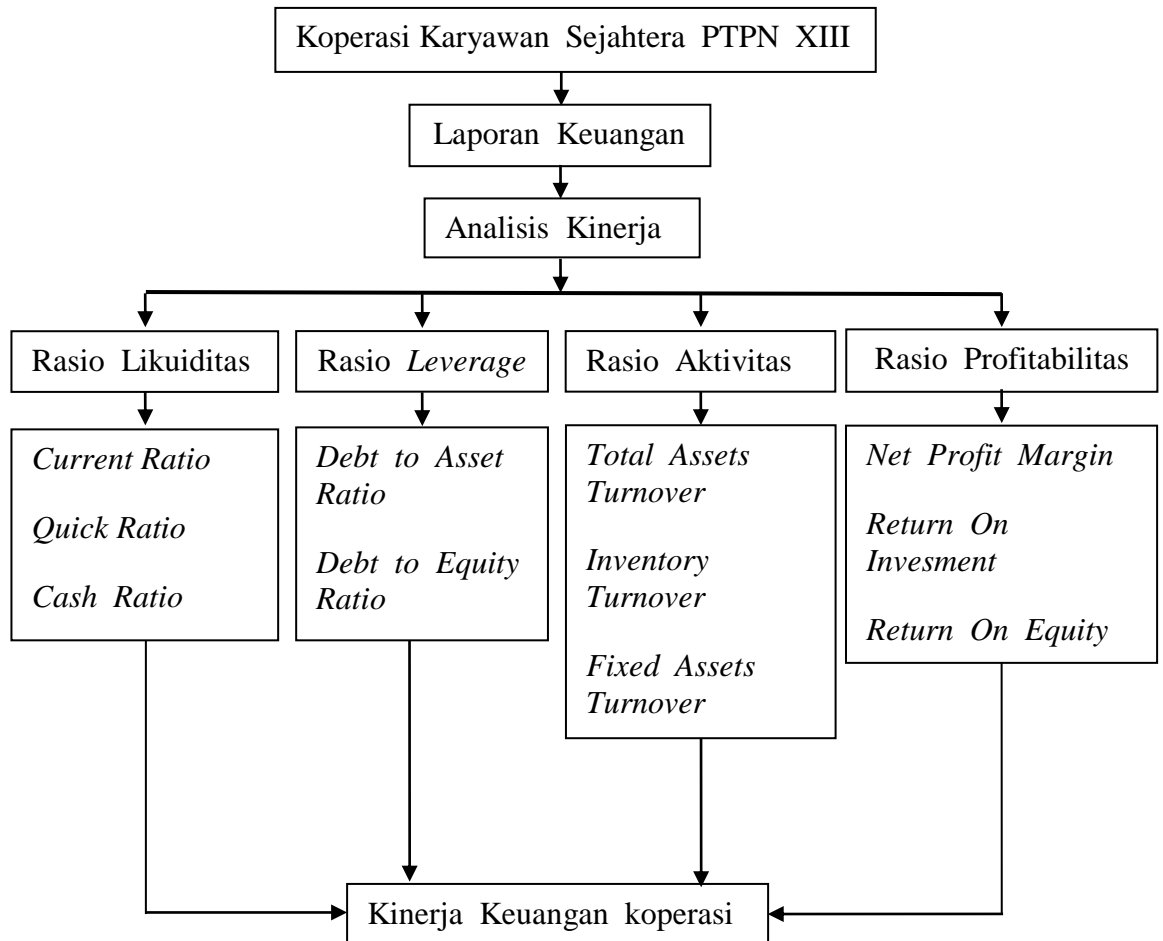 Koperasi Karyawan Sejahtera PTPN XIII
Laporan Keuangan
Analisis Kinerja
Rasio Likuiditas
Rasio Leverage
Rasio Aktivitas
Rasio Profitabilitas
Current Ratio
Quick Ratio
Cash Ratio
Debt to Asset
Ratio
Debt to Equity
Ratio
Total Assets
Turnover
Inventory
Turnover
Fixed Assets
Turnover
Net Profit Margin
Return On
Invesment
Return On Equity
Kinerja Keuangan koperasi